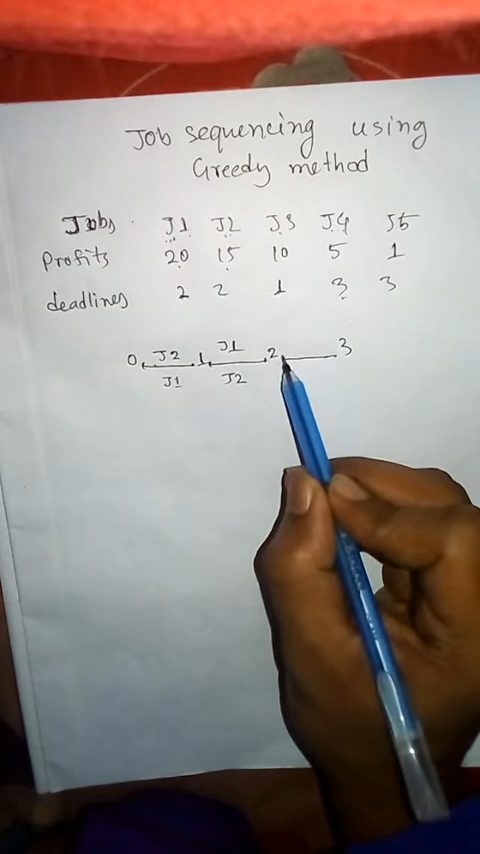 Job sequencing using
Greedy method
Jobs. J1 J2 J3 J4 J5
Profits 20 15 10 5 1
deadlines 2 2 1 3 3
0 J2 1 J1 2 3
J1 J2